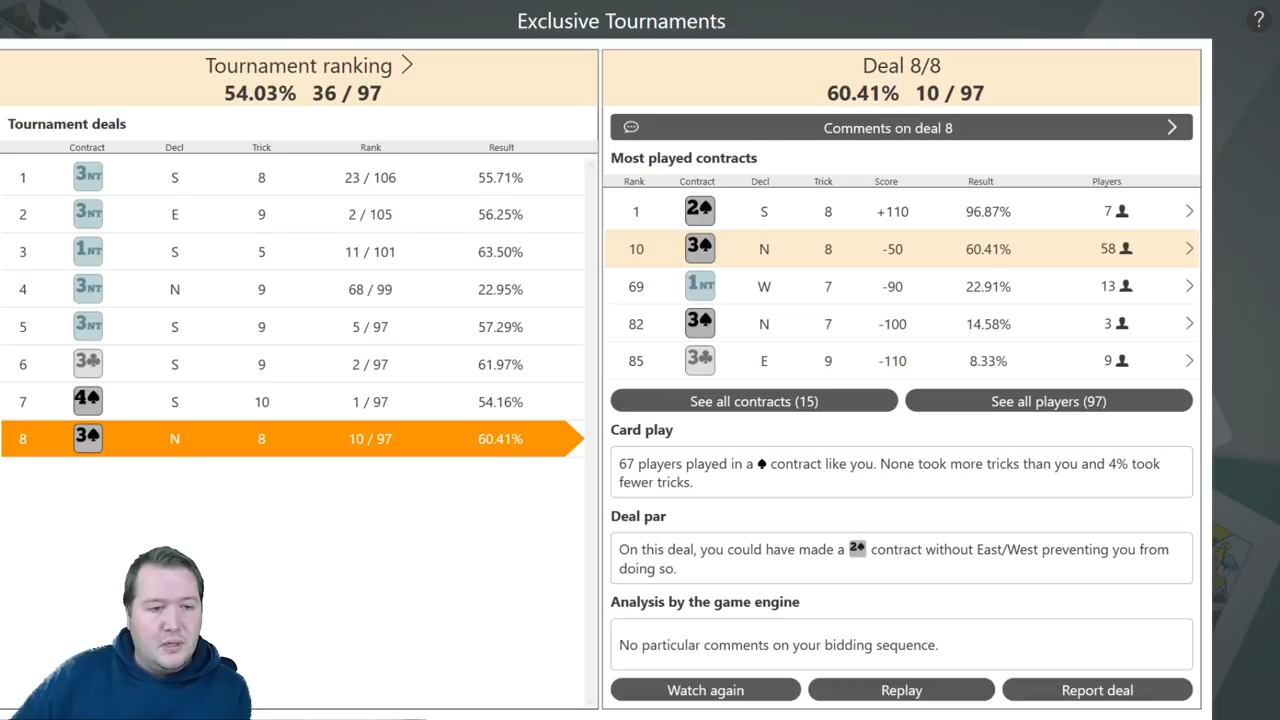 Exclusive Tournaments
?
Tournament ranking >
54.03% 36 / 97
Tournament deals
Contract Decl Trick Rank Result
1 3NT S 8 23 / 106 55.71%
2 3NT E 9 2 / 105 56.25%
3 1NT S 5 11 / 101 63.50%
4 3NT N 9 68 / 99 22.95%
5 3NT S 9 5 / 97 57.29%
6 3♣ S 9 2 / 97 61.97%
7 4♠ S 10 1 / 97 54.16%
8 3♠ N 8 10 / 97 60.41%
Deal 8/8
60.41% 10 / 97
Comments on deal 8
Most played contracts
Rank Contract Decl Trick Score Result Players
1 2♠ S 8 +110 96.87% 7
10 3♠ N 8 -50 60.41% 58
69 1NT W 7 -90 22.91% 13
82 3♠ N 7 -100 14.58% 3
85 3♣ E 9 -110 8.33% 9
See all contracts (15) See all players (97)
Card play
67 players played in a ♠ contract like you. None took more tricks than you and 4% took
fewer tricks.
Deal par
On this deal, you could have made a 2♠ contract without East/West preventing you from
doing so.
Analysis by the game engine
No particular comments on your bidding sequence.
Watch again Replay Report deal